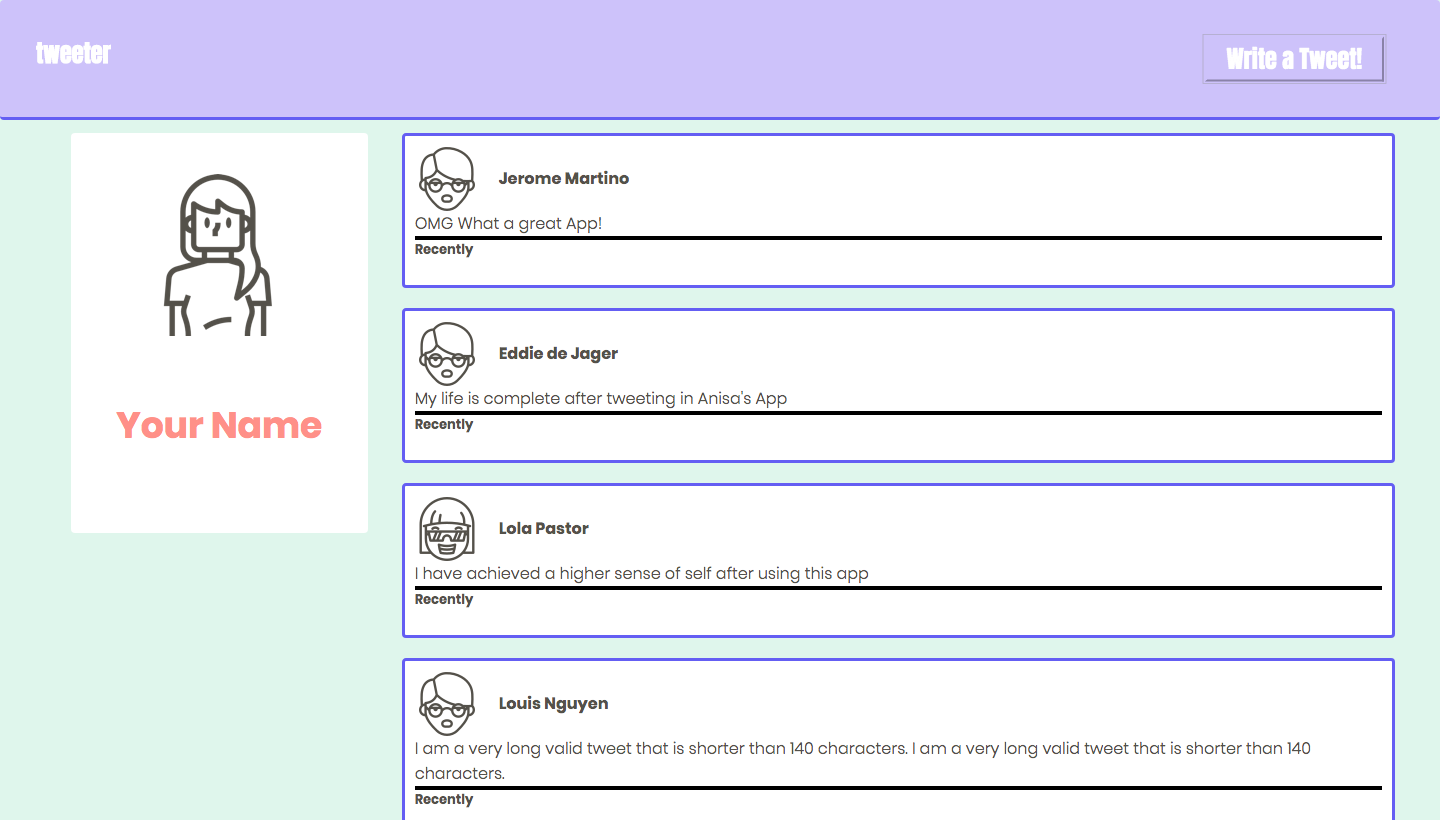 tweeter
Write a Tweet!
Your Name
Jerome Martino
OMG What a great App!
Recently
Eddie de Jager
My life is complete after tweeting in Anisa's App
Recently
Lola Pastor
I have achieved a higher sense of self after using this app
Recently
Louis Nguyen
I am a very long valid tweet that is shorter than 140 characters. I am a very long valid tweet that is shorter than 140
characters.
Recently